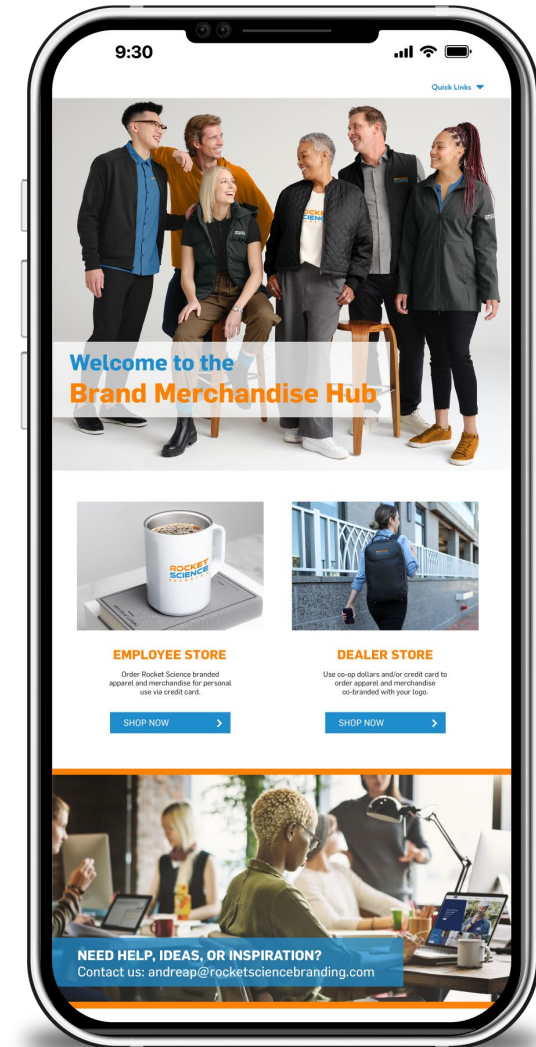 9:30
Quick Links
ROCKET
SCIENCE
Welcome to the
Brand Merchandise Hub
ROCKET
SCIENCE
EMPLOYEE STORE
Order Rocket Science branded
apparel and merchandise for personal
use via credit card.
SHOP NOW
DEALER STORE
Use co-op dollars and/or credit card to
order apparel and merchandise
co-branded with your logo.
SHOP NOW
NEED HELP, IDEAS, OR INSPIRATION?
Contact us: andreap@rocketsciencebranding.com